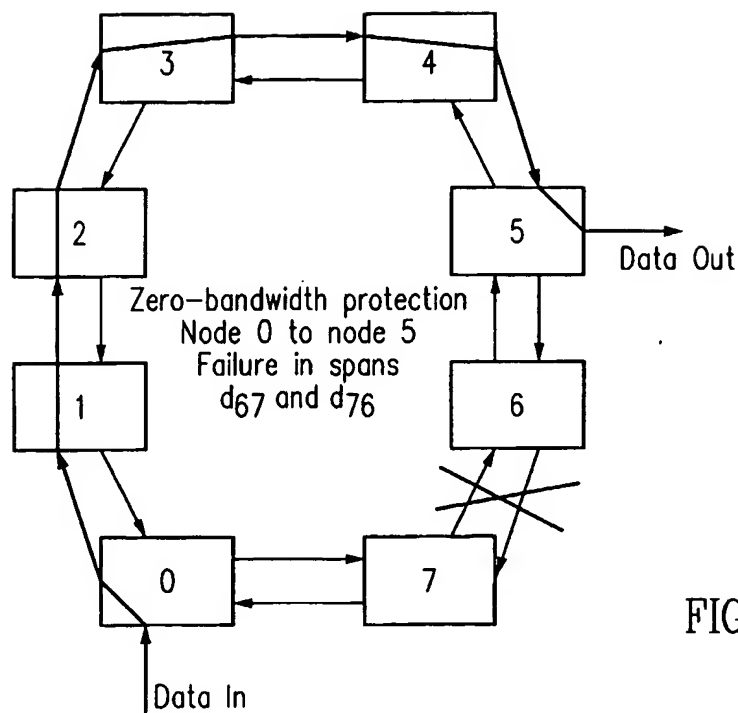 3
4
2
5
Data Out
Zero-bandwidth protection
Node 0 to node 5
Failure in spans
d67 and d76
1
6
0
7
FIG
Data In